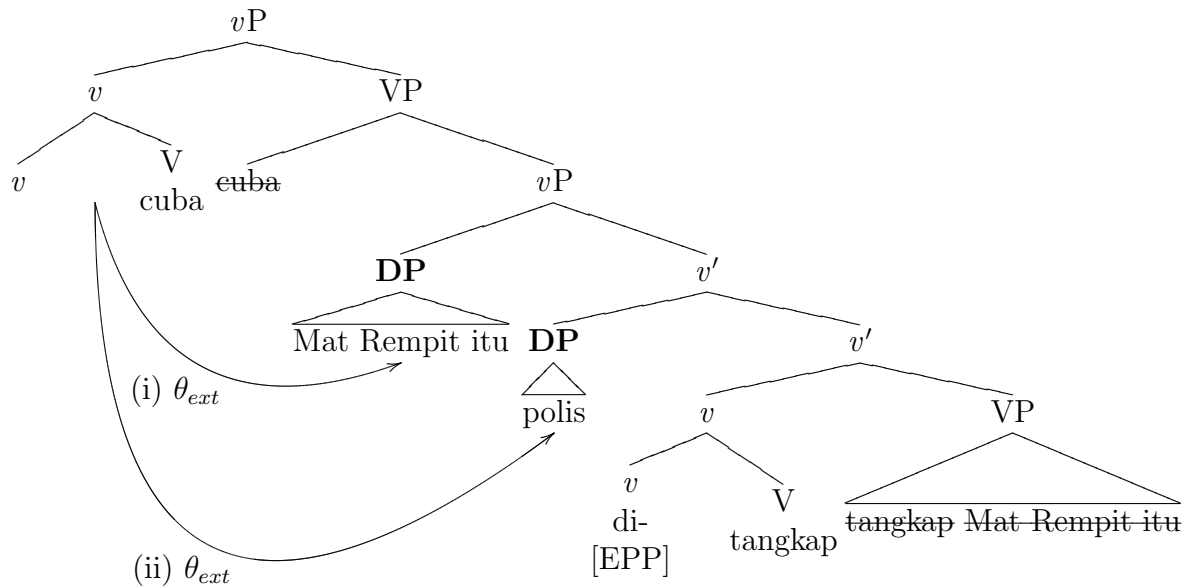 vP
v VP
v V cuba vP
cuba
DP v′
Mat Rempit itu DP v′
(i) θext polis v VP
v V tangkap Mat Rempit itu
di- tangkap
(ii) θext [EPP]